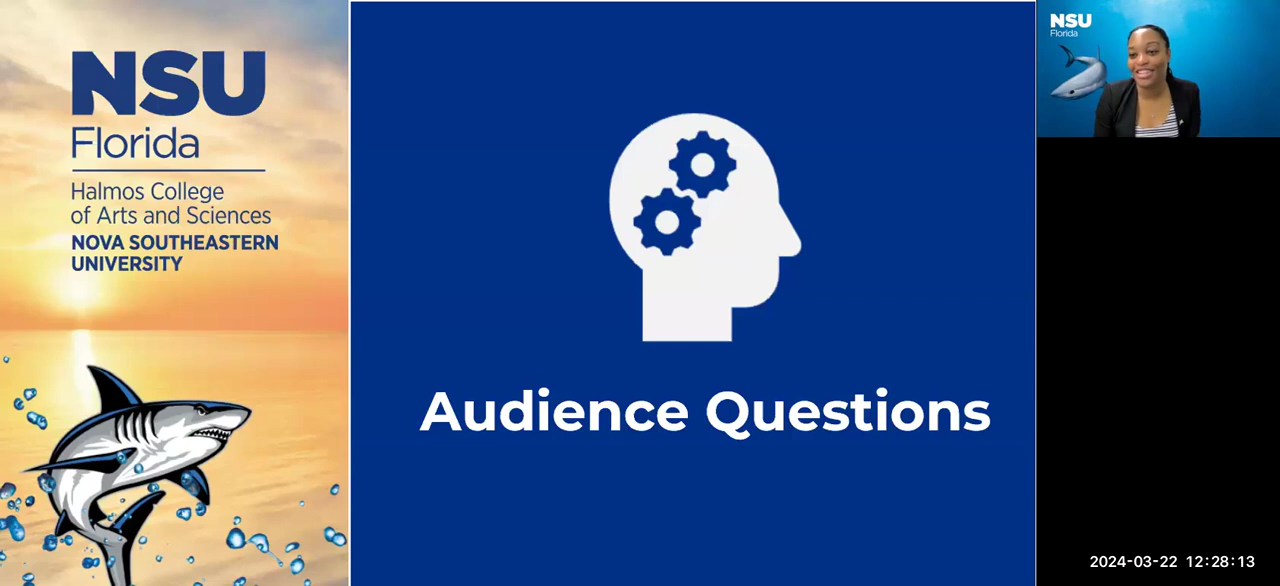 NSU
Florida
Halmos College
of Arts and Sciences
NOVA SOUTHEASTERN
UNIVERSITY
Audience Questions
NSU
Florida
2024-03-22 12:28:13